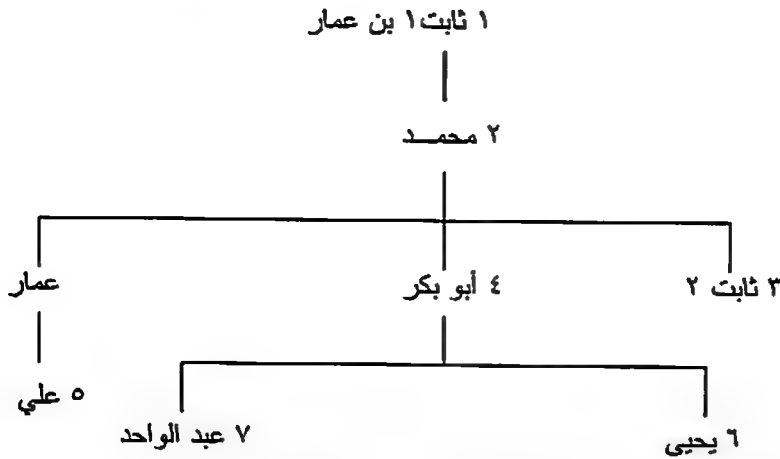 ١ ثابت١ بن عمار
٢ محمـــد
٣ ثابت ٢
٤ أبو بكر
عمار
٥ علي
٦ يحيى
٧ عبد الواحد